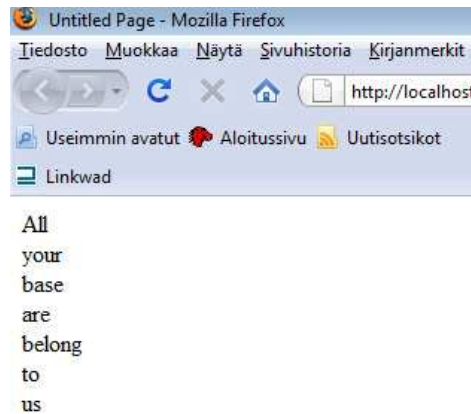 Untitled Page - Mozilla Firefox
Tiedosto Muokkaa Näytä Sivuhistoria Kirjanmerkit
http://localhost
Useimmin avatut Aloitussivu Uutisotsikot
Linkwad
All
your
base
are
belong
to
us